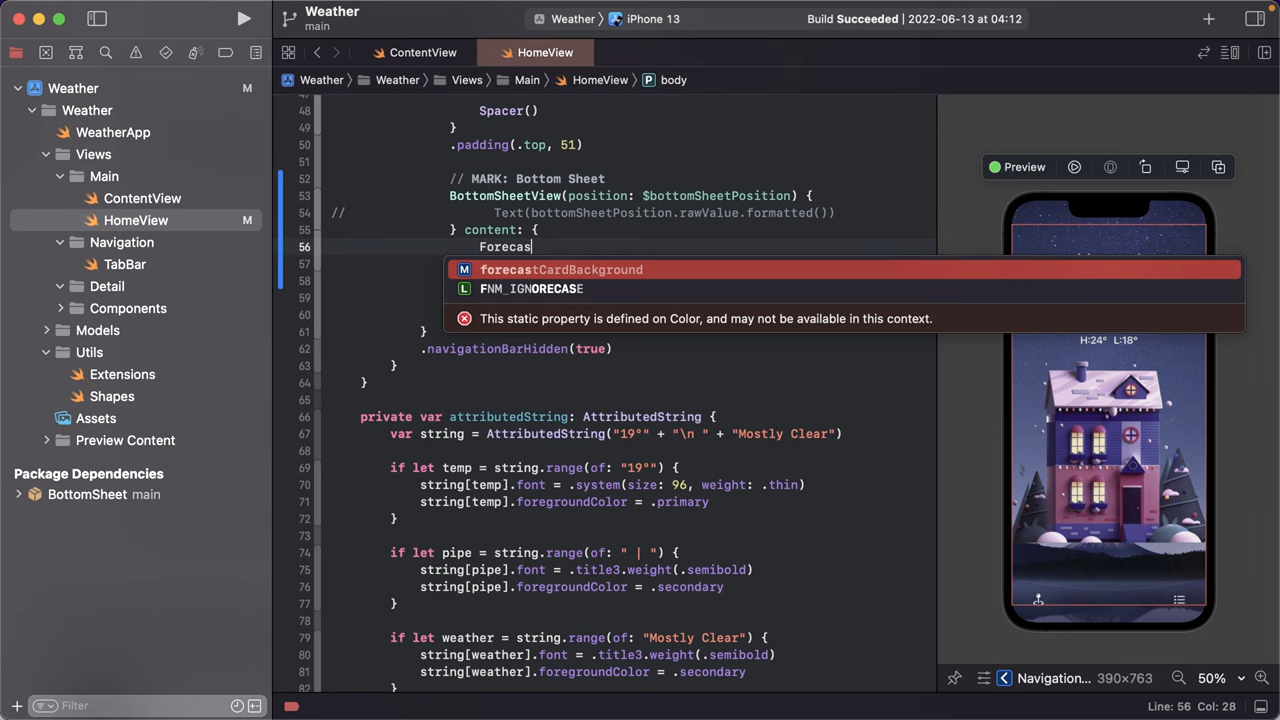 Weather
main
Weather
iPhone 13
Build Succeeded | 2022-06-13 at 04:12
ContentView
HomeView
Weather
Weather
Views
Main
HomeView
P
body
Weather
M
Weather
WeatherApp
Views
Main
ContentView
HomeView
M
Navigation
TabBar
Detail
Components
Models
Utils
Extensions
Shapes
Assets
Preview Content
Package Dependencies
BottomSheet main
Filter
48 Spacer()
49 }
50 .padding(.top, 51)
51
52 // MARK: Bottom Sheet
53 BottomSheetView(position: $bottomSheetPosition) {
54 // Text(bottomSheetPosition.rawValue.formatted())
55 } content: {
56 Forecas
57
M forecastCardBackground
58
L FNM_IGNORECASE
59
60 This static property is defined on Color, and may not be available in this context.
61 }
62 .navigationBarHidden(true)
63 }
64 }
65
66 private var attributedString: AttributedString {
67 var string = AttributedString("19°" + "\n " + "Mostly Clear")
68
69 if let temp = string.range(of: "19°") {
70 string[temp].font = .system(size: 96, weight: .thin)
71 string[temp].foregroundColor = .primary
72 }
73
74 if let pipe = string.range(of: " | ") {
75 string[pipe].font = .title3.weight(.semibold)
76 string[pipe].foregroundColor = .secondary
77 }
78
79 if let weather = string.range(of: "Mostly Clear") {
80 string[weather].font = .title3.weight(.semibold)
81 string[weather].foregroundColor = .secondary
82 }
Preview
H:24° L:18°
Navigation...
390×763
50%
Line: 56 Col: 28